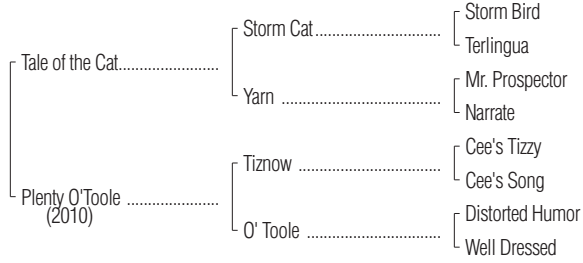 Storm Bird
Storm Cat
Terlingua
Tale of the Cat
Mr. Prospector
Yarn
Narrate
Cee's Tizzy
Tiznow
Cee's Song
Plenty O'Toole
(2010)
Distorted Humor
O' Toole
Well Dressed